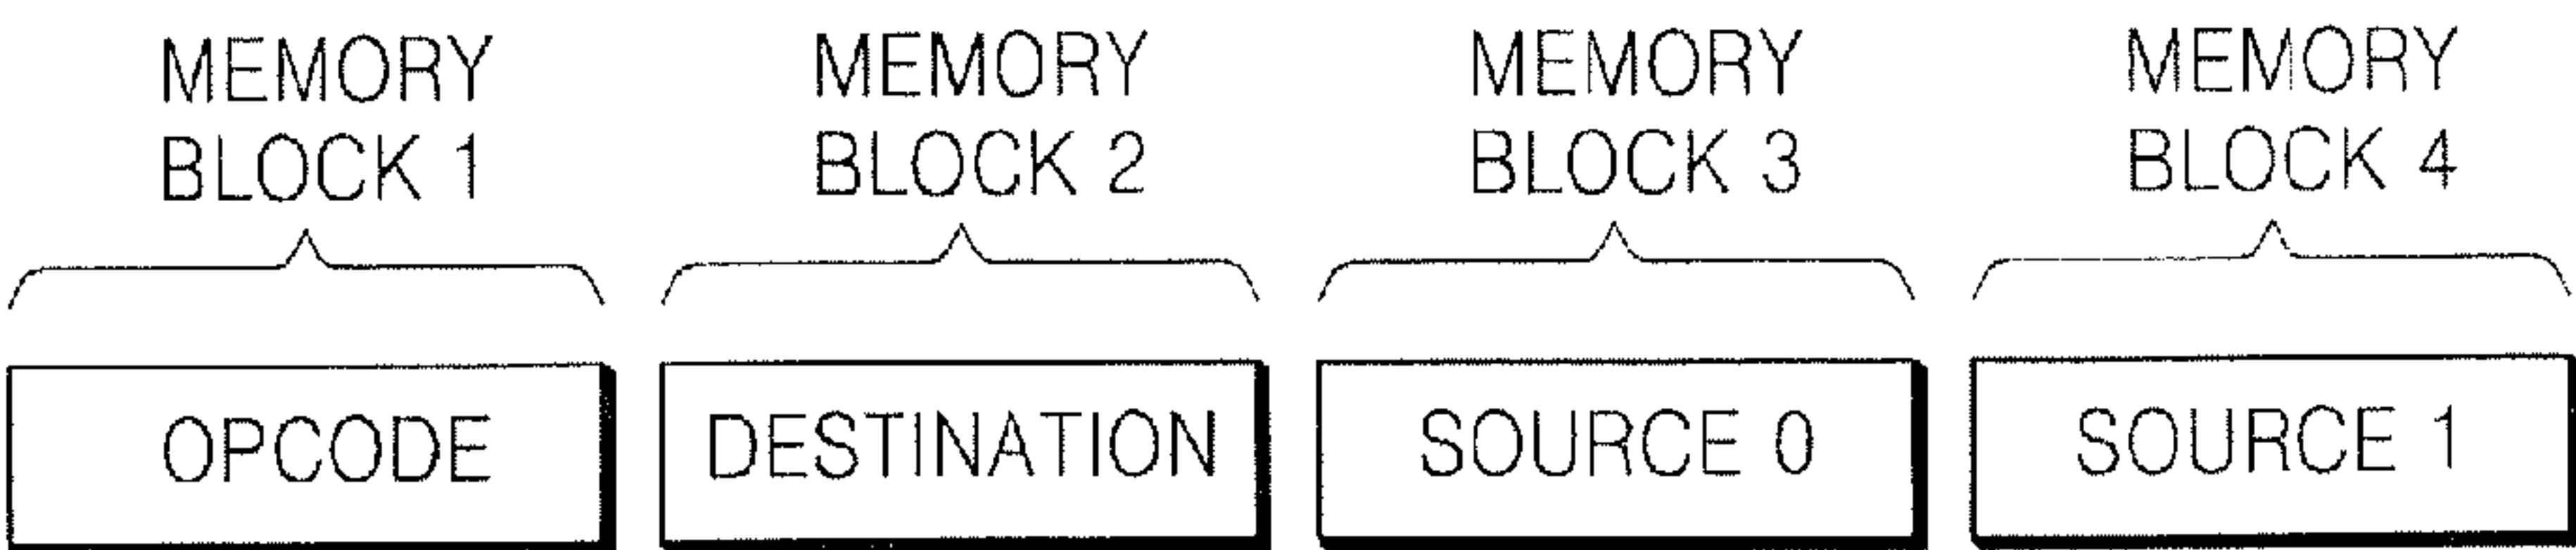 MEMORY
BLOCK 1
MEMORY
BLOCK 2
MEMORY
BLOCK 3
MEMORY
BLOCK 4
OPCODE
DESTINATION
SOURCE 0
SOURCE 1